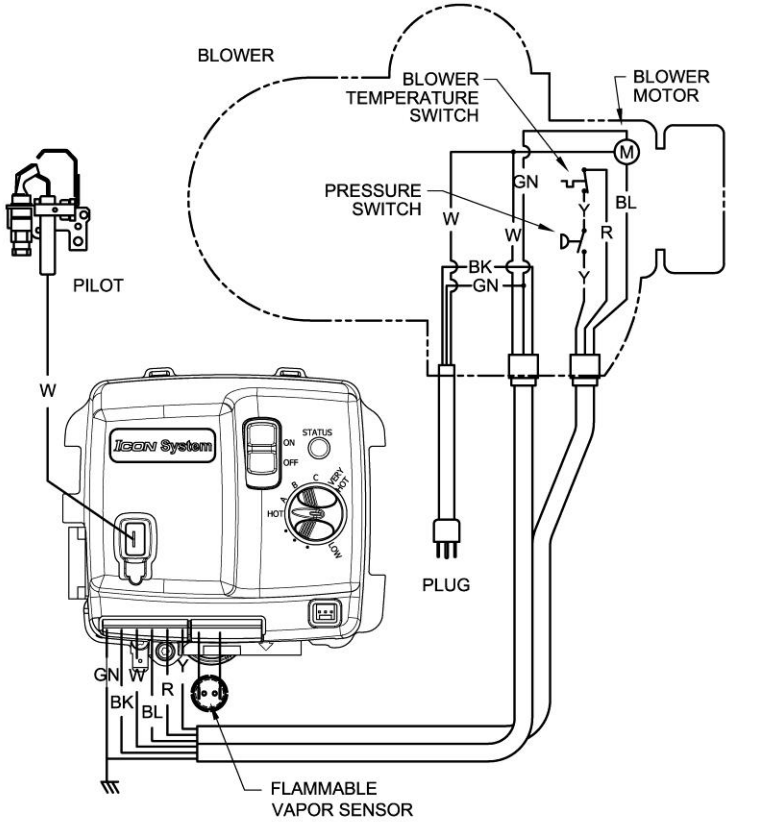 BLOWER
BLOWER
TEMPERATURE
SWITCH
BLOWER
MOTOR
M
GN
PRESSURE
SWITCH
Y
BL
W
W
R
BK
Y
GN
PILOT
W
ICON System
ON
OFF
STATUS
HOT
A
B
C
VERY
HOT
LOW
PLUG
GN
W
Y
R
BK
BL
FLAMMABLE
VAPOR SENSOR